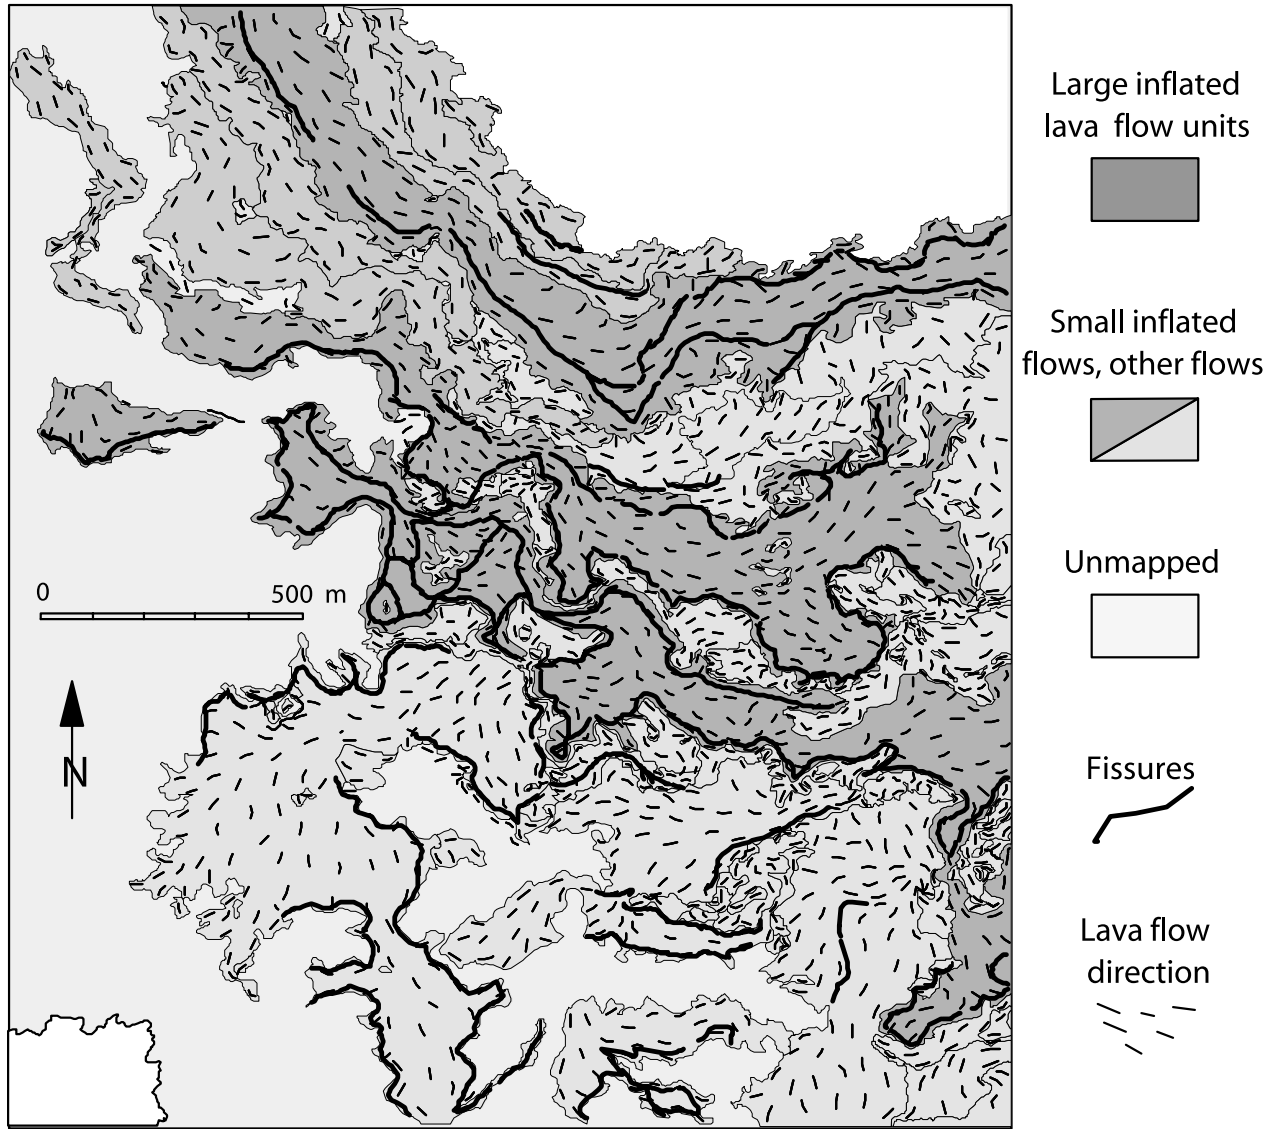 Large inflated
lava flow units
Small inflated
flows, other flows
Unmapped
Fissures
Lava flow
direction
0 500 m
N